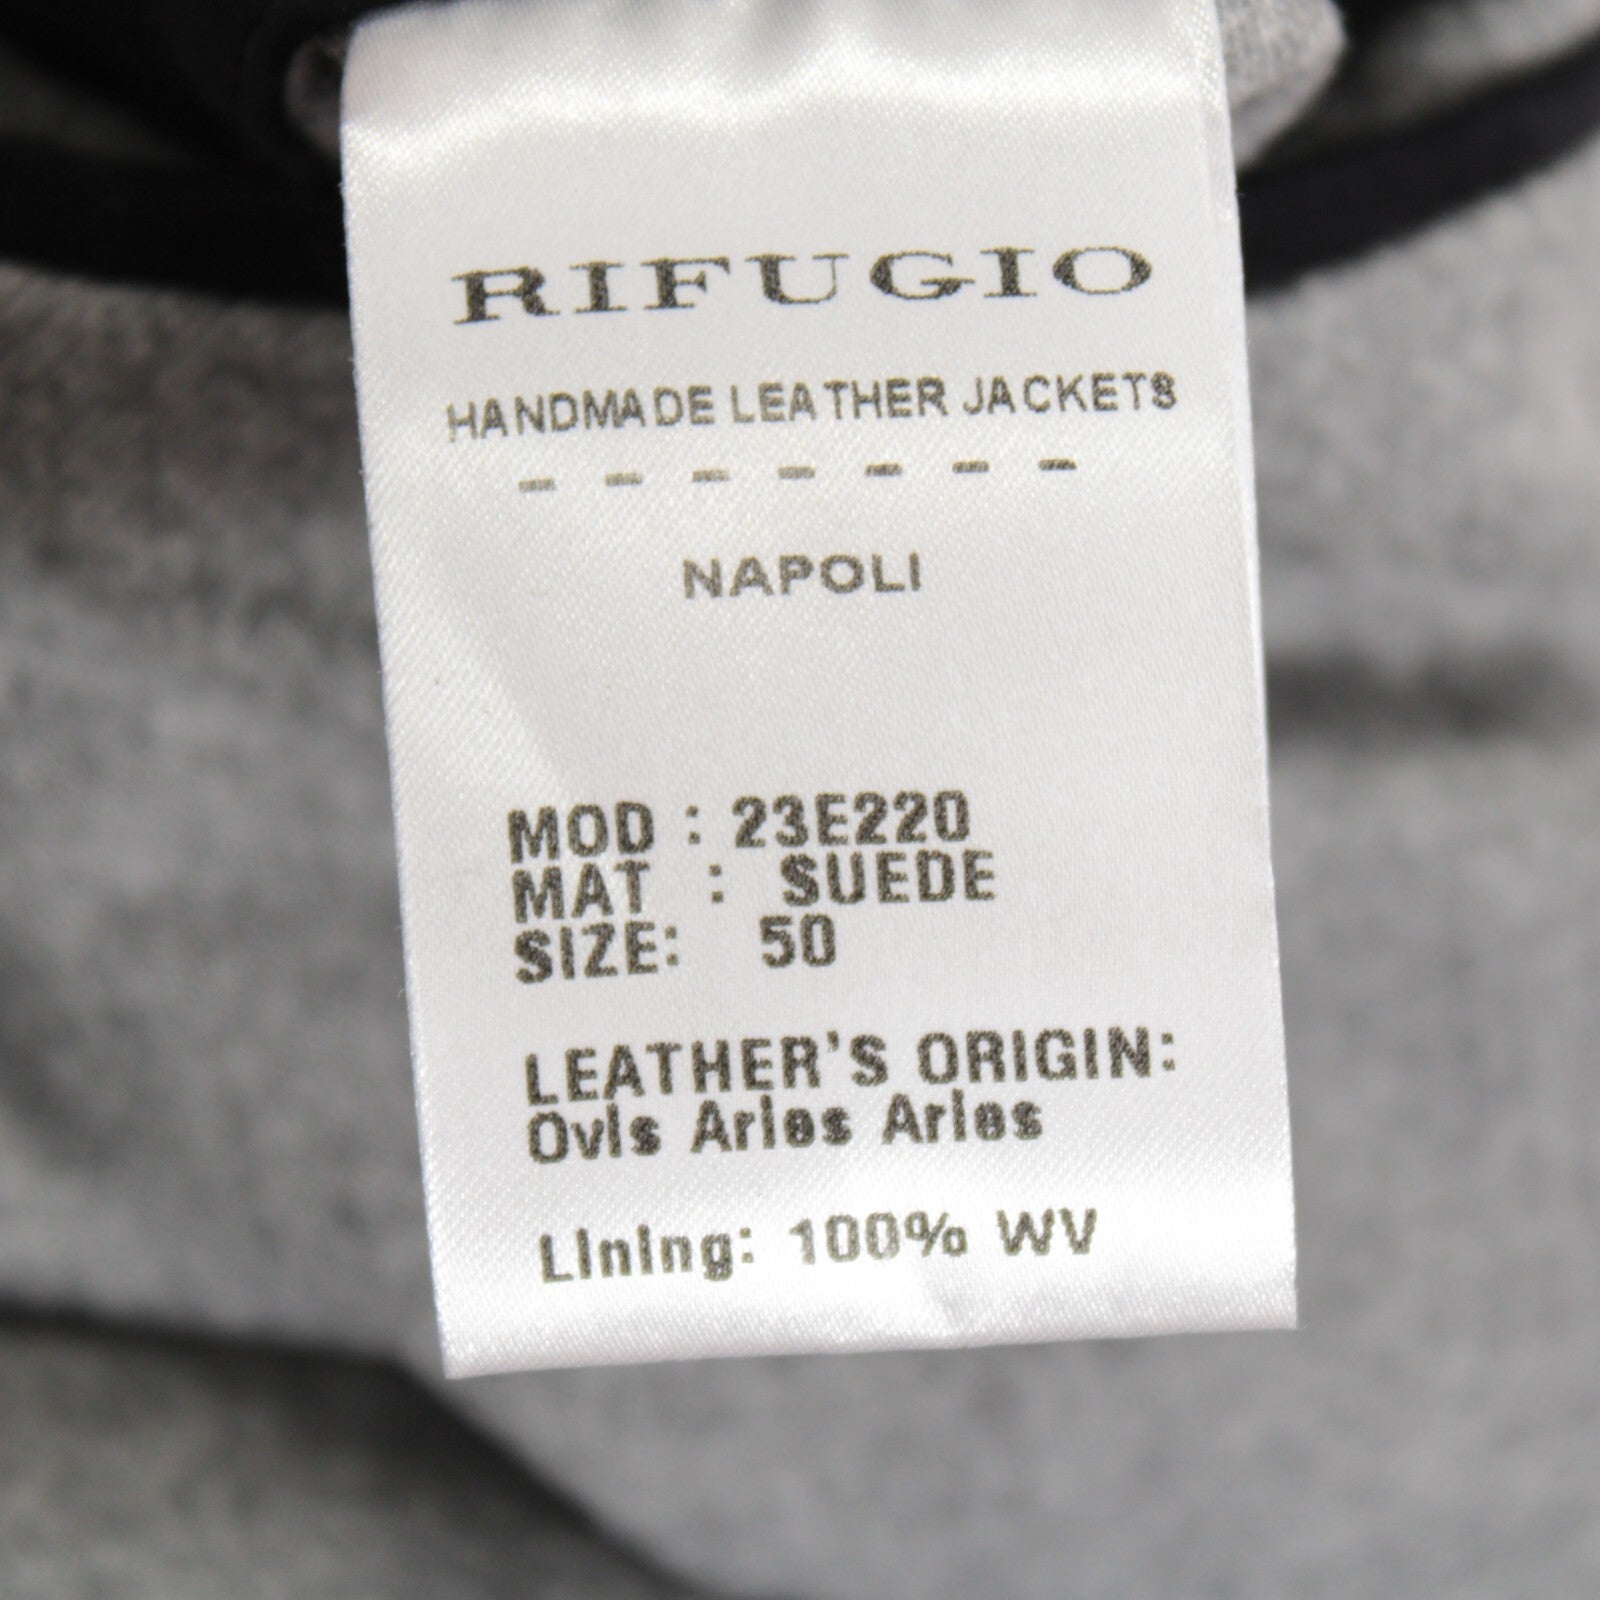 RIFUGIO
HANDMADE LEATHER JACKETS
- - - - - - -
NAPOLI
MOD : 23E220
MAT : SUEDE
SIZE: 50
LEATHER'S ORIGIN:
Ovis Aries Aries
Lining: 100% WV